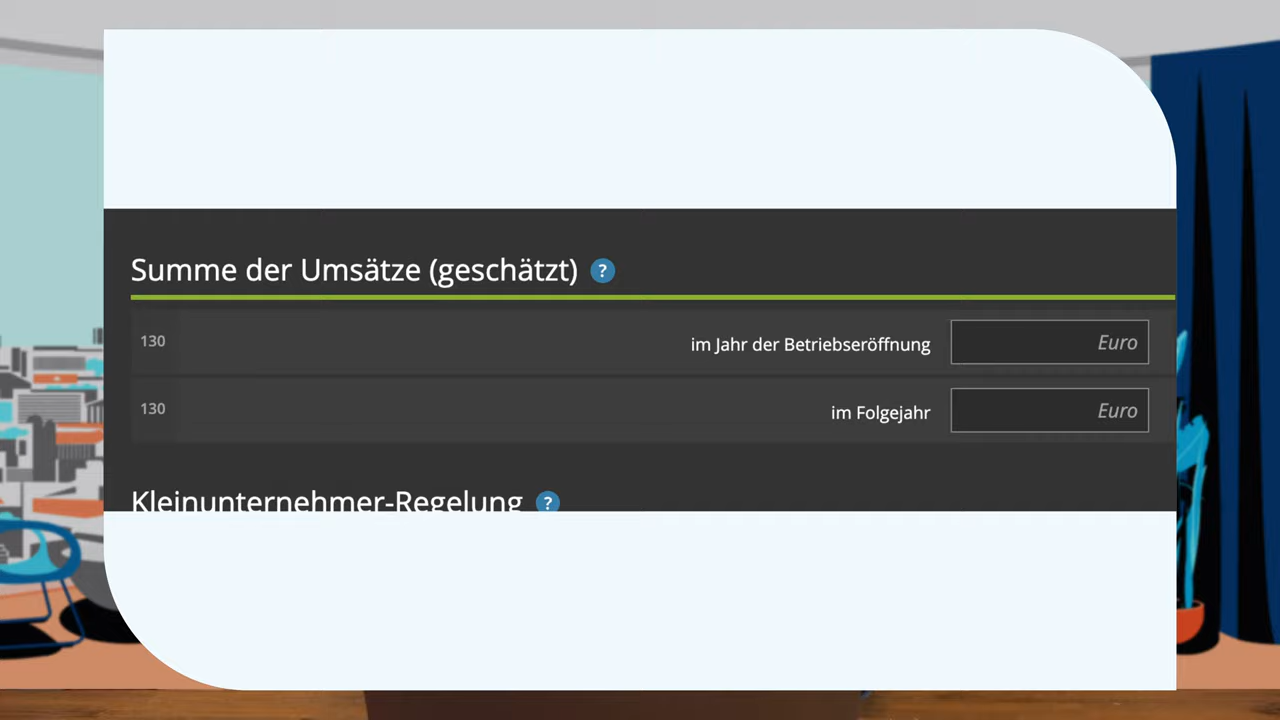 Summe der Umsätze (geschätzt) ?
130 im Jahr der Betriebseröffnung Euro
130 im Folgejahr Euro
Kleinunternehmer-Regelung ?